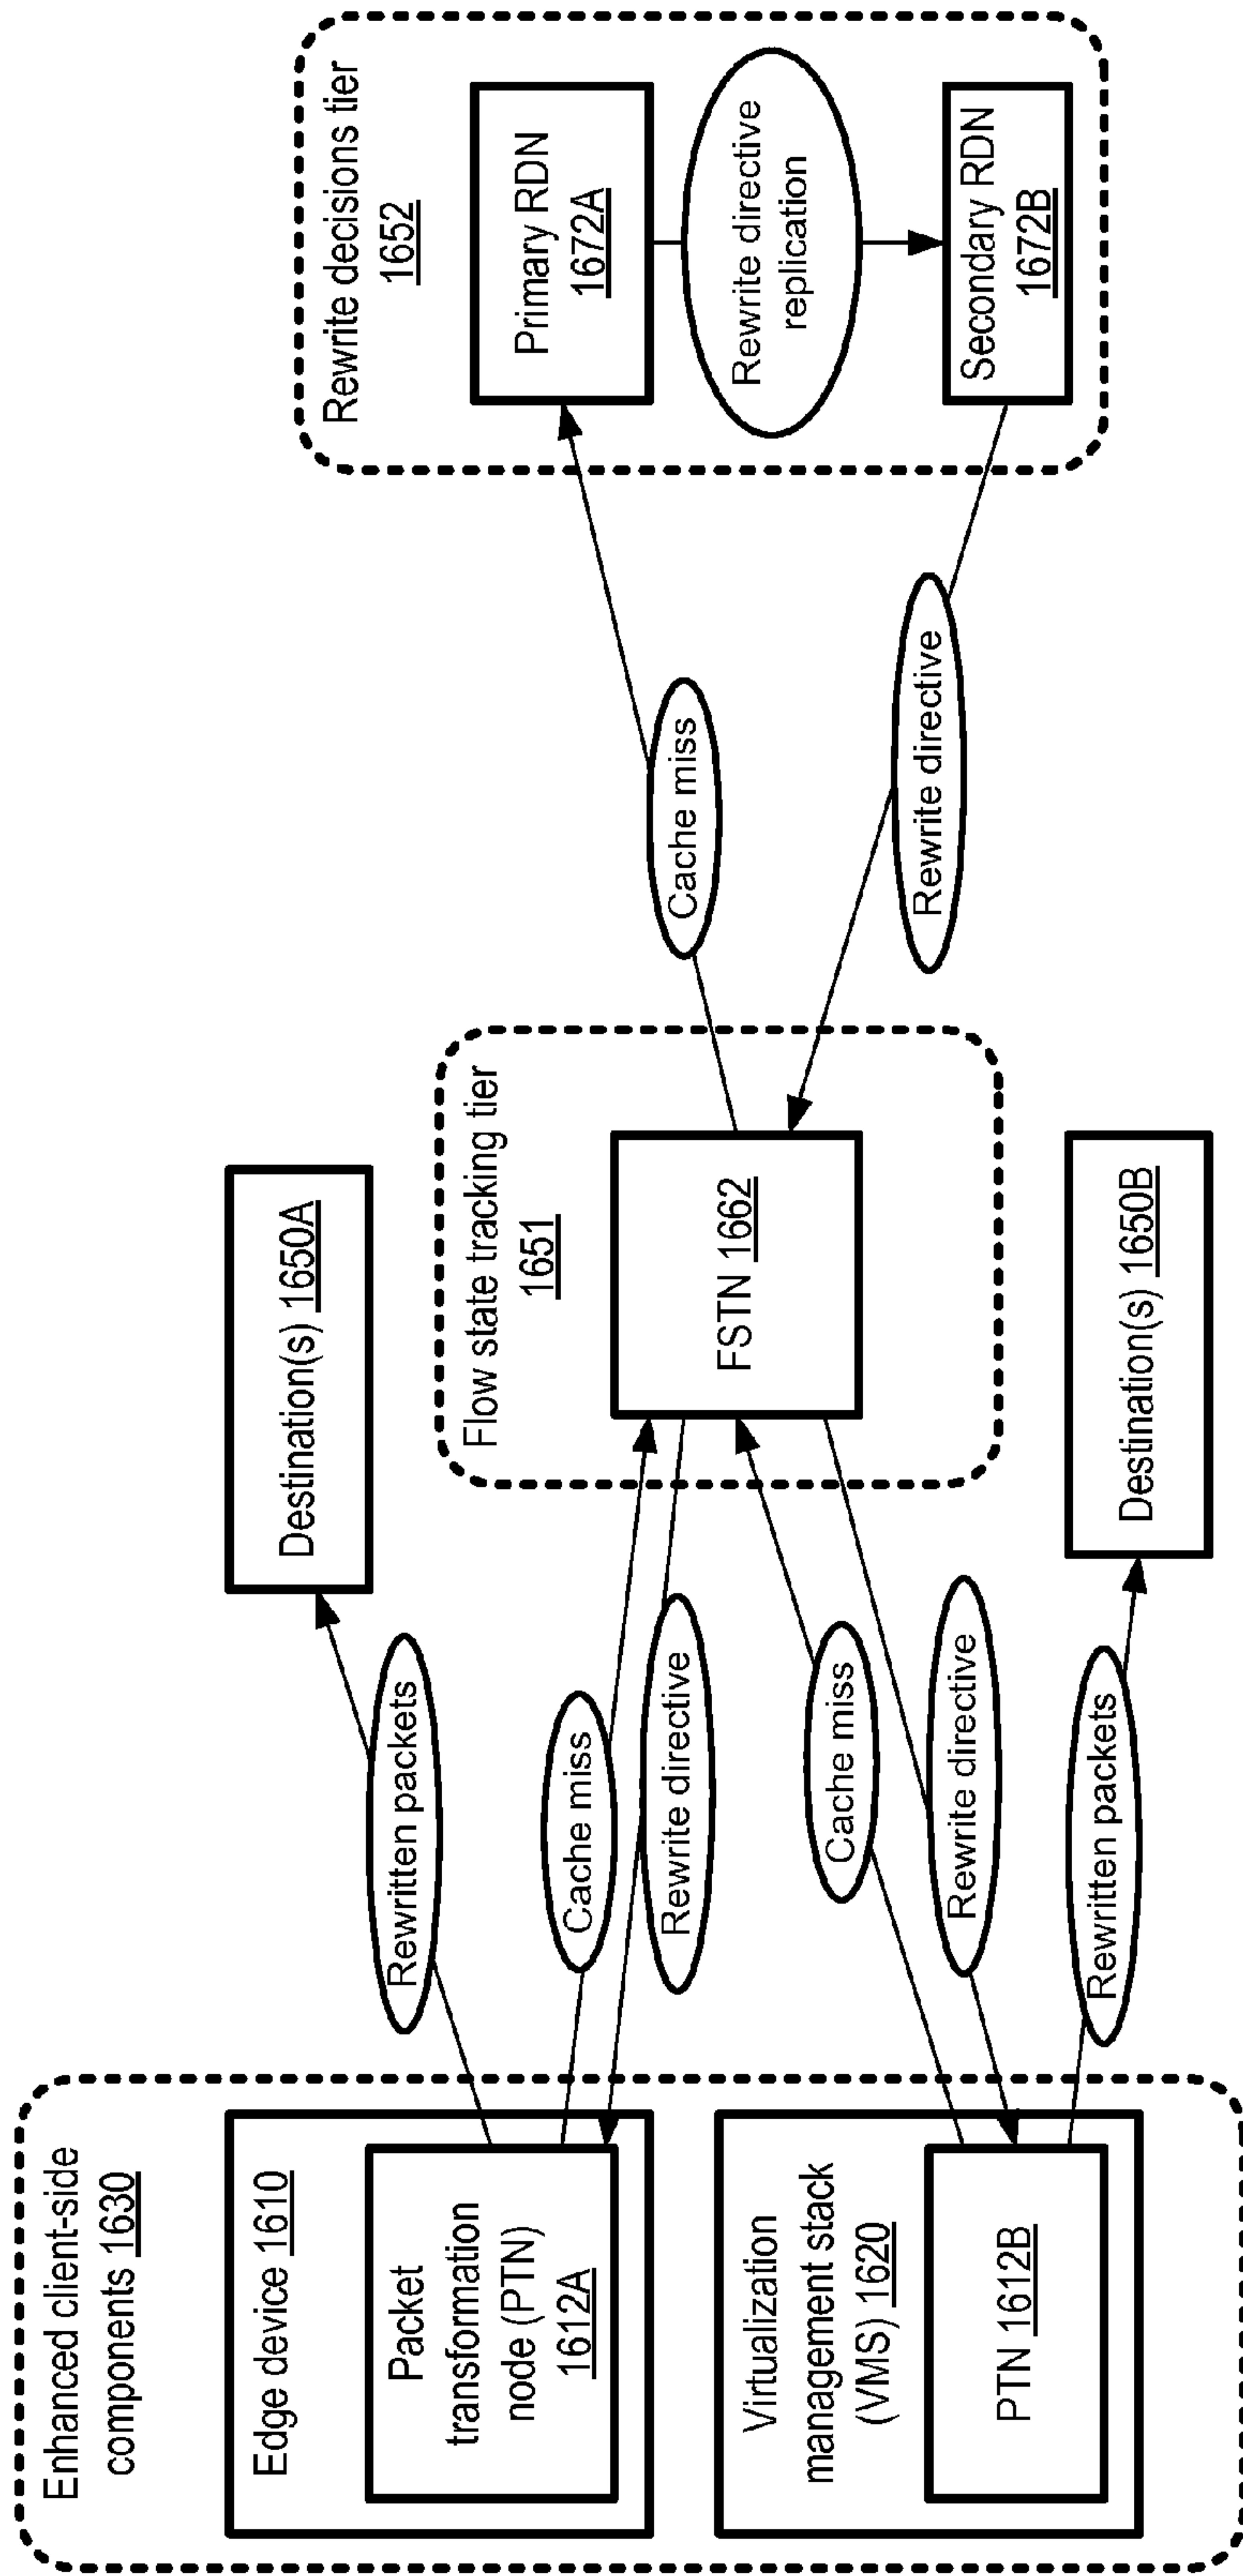 Enhanced client-side
components 1630
Edge device 1610
Packet
transformation
node (PTN)
1612A
Virtualization
management stack
(VMS) 1620
PTN 1612B
Rewritten packets
Cache miss
Rewrite directive
Cache miss
Rewrite directive
Rewritten packets
Destination(s) 1650A
Flow state tracking tier
1651
FSTN 1662
Destination(s) 1650B
Cache miss
Rewrite directive
Rewrite decisions tier
1652
Primary RDN
1672A
Rewrite directive
replication
Secondary RDN
1672B